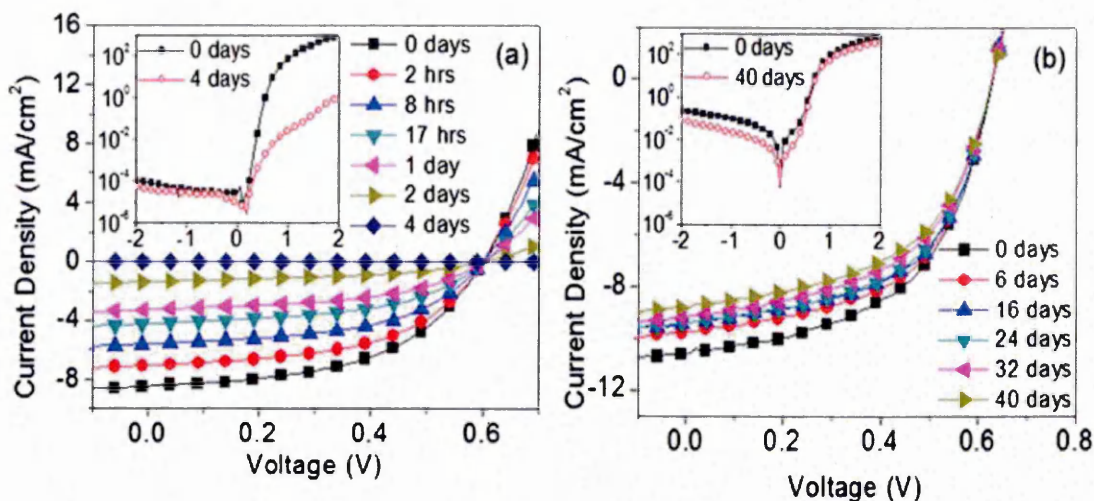 (a)
Current Density (mA/cm²)
16
12
8
4
0
-4
-8
0.0 0.2 0.4 0.6
Voltage (V)
0 days
4 days
10²
10⁰
10⁻²
10⁻⁴
10⁻⁶
-2 -1 0 1 2
0 days
2 hrs
8 hrs
17 hrs
1 day
2 days
4 days
(b)
Current Density (mA/cm²)
0
-4
-8
-12
0.0 0.2 0.4 0.6 0.8
Voltage (V)
0 days
40 days
10²
10⁰
10⁻²
10⁻⁴
10⁻⁶
-2 -1 0 1 2
0 days
6 days
16 days
24 days
32 days
40 days